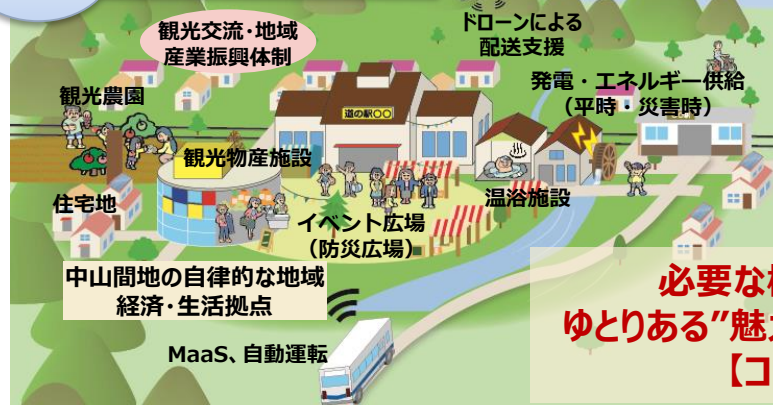 観光交流・地域
産業振興体制
ドローンによる
配送支援
発電・エネルギー供給
（平時・災害時）
観光農園
道の駅〇〇
観光物産施設
住宅地
温浴施設
イベント広場
（防災広場）
中山間地の自律的な地域
経済・生活拠点
MaaS、自動運転
必要な
ゆとりある”魅
【コ